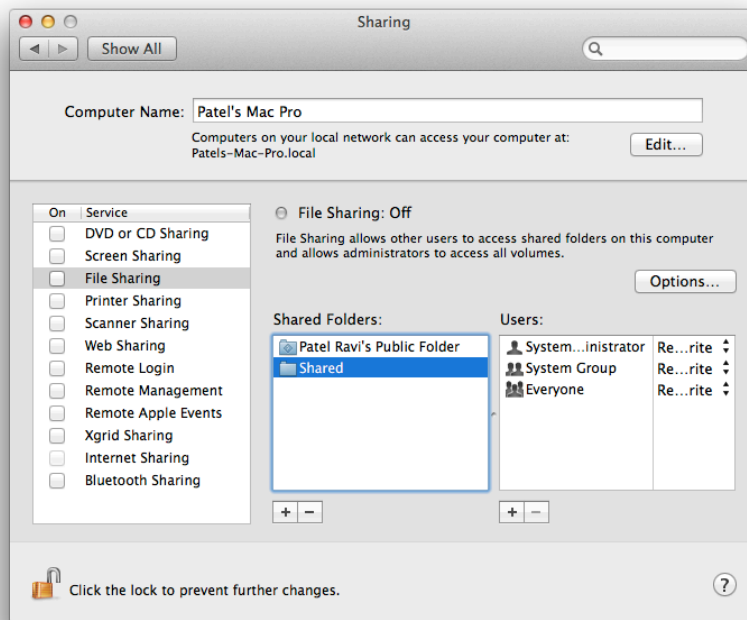 Sharing
Show All
Computer Name: Patel's Mac Pro
Computers on your local network can access your computer at:
Patels-Mac-Pro.local
Edit...
On Service
DVD or CD Sharing
Screen Sharing
File Sharing
Printer Sharing
Scanner Sharing
Web Sharing
Remote Login
Remote Management
Remote Apple Events
Xgrid Sharing
Internet Sharing
Bluetooth Sharing
File Sharing: Off
File Sharing allows other users to access shared folders on this computer
and allows administrators to access all volumes.
Options...
Shared Folders:
Patel Ravi's Public Folder
Shared
+ −
Users:
System...inistrator Re...rite
System Group Re...rite
Everyone Re...rite
+ −
Click the lock to prevent further changes.
?